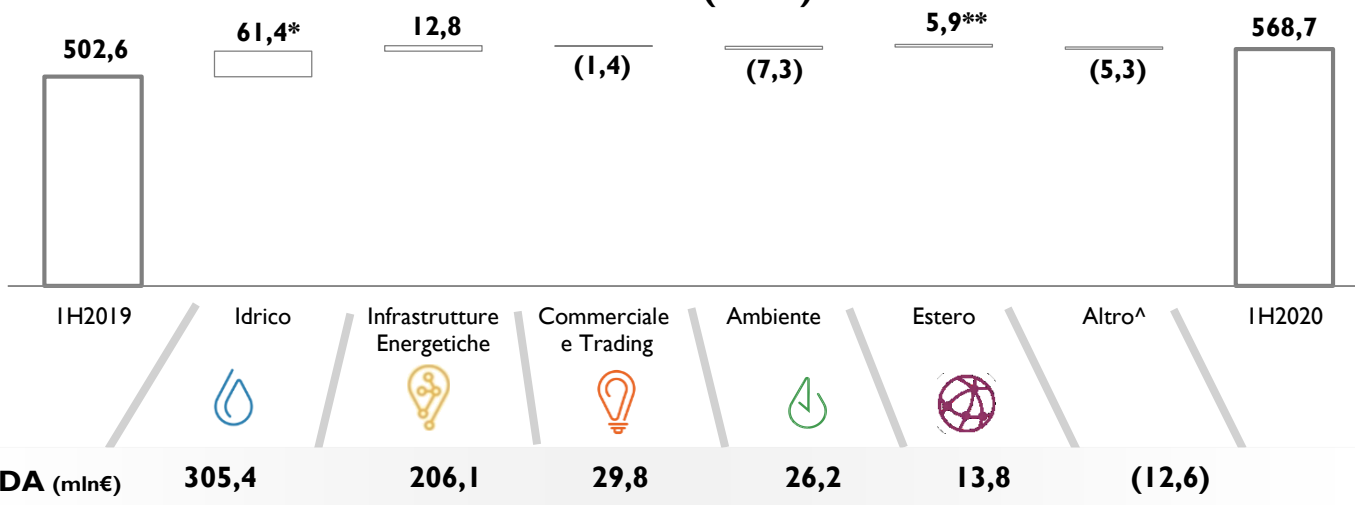 502,6
61,4*
12,8
(1,4)
(7,3)
5,9**
(5,3)
568,7
1H2019
Idrico
Infrastrutture
Energetiche
Commerciale
e Trading
Ambiente
Estero
Altro^
1H2020
DA (mln€)
305,4
206,1
29,8
26,2
13,8
(12,6)